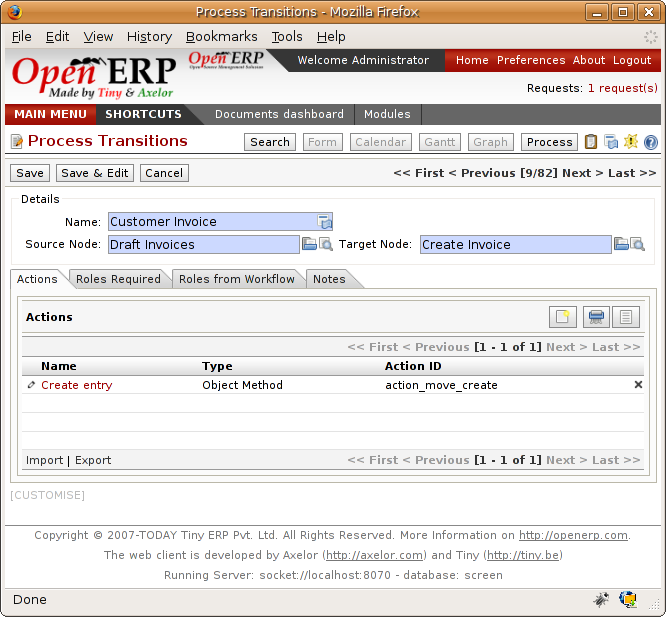 Process Transitions - Mozilla Firefox
File Edit View History Bookmarks Tools Help
Open ERP
Made by Tiny & Axelor
Open ERP
Open Source Management Solution
Welcome Administrator
Home Preferences About Logout
Requests: 1 request(s)
MAIN MENU SHORTCUTS Documents dashboard Modules
Process Transitions Search Form Calendar Gantt Graph Process
Save Save & Edit Cancel << First < Previous [9/82] Next > Last >>
Details
Name: Customer Invoice
Source Node: Draft Invoices Target Node: Create Invoice
Actions Roles Required Roles from Workflow Notes
Actions
<< First < Previous [1 - 1 of 1] Next > Last >>
Name Type Action ID
Create entry Object Method action_move_create
Import | Export << First < Previous [1 - 1 of 1] Next > Last >>
[CUSTOMISE]
Copyright © 2007-TODAY Tiny ERP Pvt. Ltd. All Rights Reserved. More Information on http://openerp.com.
The web client is developed by Axelor (http://axelor.com) and Tiny (http://tiny.be)
Running Server: socket://localhost:8070 - database: screen
Done